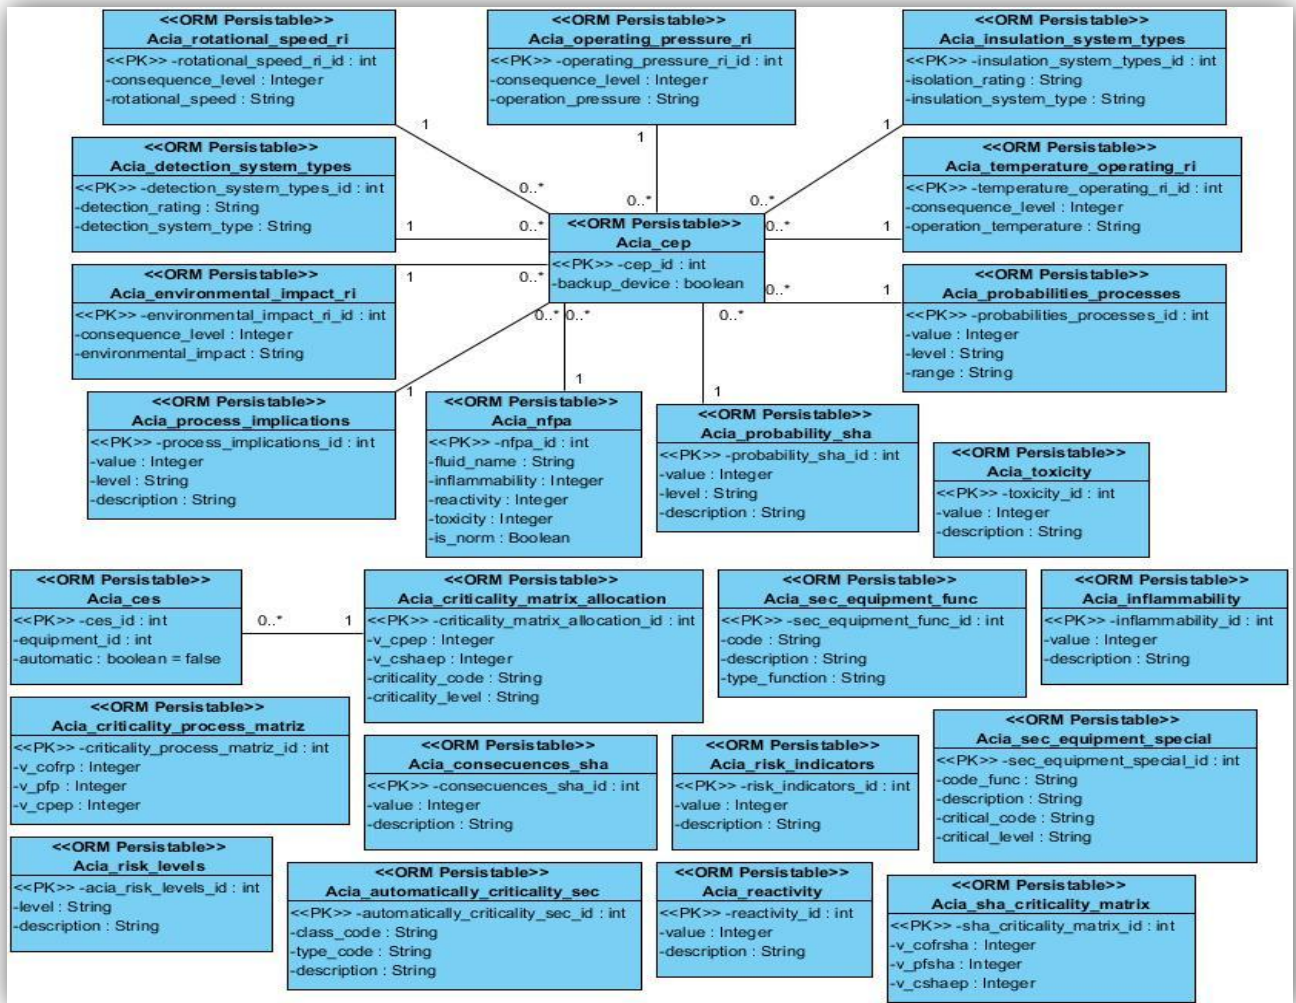 <<ORM Persistable>>
Acia_rotational_speed_ri
<<PK>> -rotational_speed_ri_id : int
-consequence_level : Integer
-rotational_speed : String
<<ORM Persistable>>
Acia_operating_pressure_ri
<<PK>> -operating_pressure_ri_id : int
-consequence_level : Integer
-operation_pressure : String
<<ORM Persistable>>
Acia_insulation_system_types
<<PK>> -insulation_system_types_id : int
-isolation_rating : String
-insulation_system_type : String
1
1
1
<<ORM Persistable>>
Acia_detection_system_types
<<PK>> -detection_system_types_id : int
-detection_rating : String
-detection_system_type : String
<<ORM Persistable>>
Acia_temperature_operating_ri
<<PK>> -temperature_operating_ri_id : int
-consequence_level : Integer
-operation_temperature : String
0..*
0..*
0..*
1
0..*
0..*
1
<<ORM Persistable>>
Acia_cep
<<PK>> -cep_id : int
-backup_device : boolean
<<ORM Persistable>>
Acia_environmental_impact_ri
<<PK>> -environmental_impact_ri_id : int
-consequence_level : Integer
-environmental_impact : String
1
0..*
0..*
1
<<ORM Persistable>>
Acia_probabilities_processes
<<PK>> -probabilities_processes_id : int
-value : Integer
-level : String
-range : String
0..*
0..*
0..*
1
1
1
<<ORM Persistable>>
Acia_process_implications
<<PK>> -process_implications_id : int
-value : Integer
-level : String
-description : String
<<ORM Persistable>>
Acia_nfpa
<<PK>> -nfpa_id : int
-fluid_name : String
-inflammability : Integer
-reactivity : Integer
-toxicity : Integer
-is_norm : Boolean
<<ORM Persistable>>
Acia_probability_sha
<<PK>> -probability_sha_id : int
-value : Integer
-level : String
-description : String
<<ORM Persistable>>
Acia_toxicity
<<PK>> -toxicity_id : int
-value : Integer
-description : String
<<ORM Persistable>>
Acia_ces
<<PK>> -ces_id : int
-equipment_id : int
-automatic : boolean = false
0..*
1
<<ORM Persistable>>
Acia_criticality_matrix_allocation
<<PK>> -criticality_matrix_allocation_id : int
-v_cpep : Integer
-v_cshaep : Integer
-criticality_code : String
-criticality_level : String
<<ORM Persistable>>
Acia_sec_equipment_func
<<PK>> -sec_equipment_func_id : int
-code : String
-description : String
-type_function : String
<<ORM Persistable>>
Acia_inflammability
<<PK>> -inflammability_id : int
-value : Integer
-description : String
<<ORM Persistable>>
Acia_criticality_process_matriz
<<PK>> -criticality_process_matriz_id : int
-v_cofrp : Integer
-v_pfp : Integer
-v_cpep : Integer
<<ORM Persistable>>
Acia_consecuences_sha
<<PK>> -consecuences_sha_id : int
-value : Integer
-description : String
<<ORM Persistable>>
Acia_risk_indicators
<<PK>> -risk_indicators_id : int
-value : Integer
-description : String
<<ORM Persistable>>
Acia_sec_equipment_special
<<PK>> -sec_equipment_special_id : int
-code_func : String
-description : String
-critical_code : String
-critical_level : String
<<ORM Persistable>>
Acia_risk_levels
<<PK>> -acia_risk_levels_id : int
-level : String
-description : String
<<ORM Persistable>>
Acia_automatically_criticality_sec
<<PK>> -automatically_criticality_sec_id : int
-class_code : String
-type_code : String
-description : String
<<ORM Persistable>>
Acia_reactivity
<<PK>> -reactivity_id : int
-value : Integer
-description : String
<<ORM Persistable>>
Acia_sha_criticality_matrix
<<PK>> -sha_criticality_matrix_id : int
-v_cofrsha : Integer
-v_pfsha : Integer
-v_cshaep : Integer